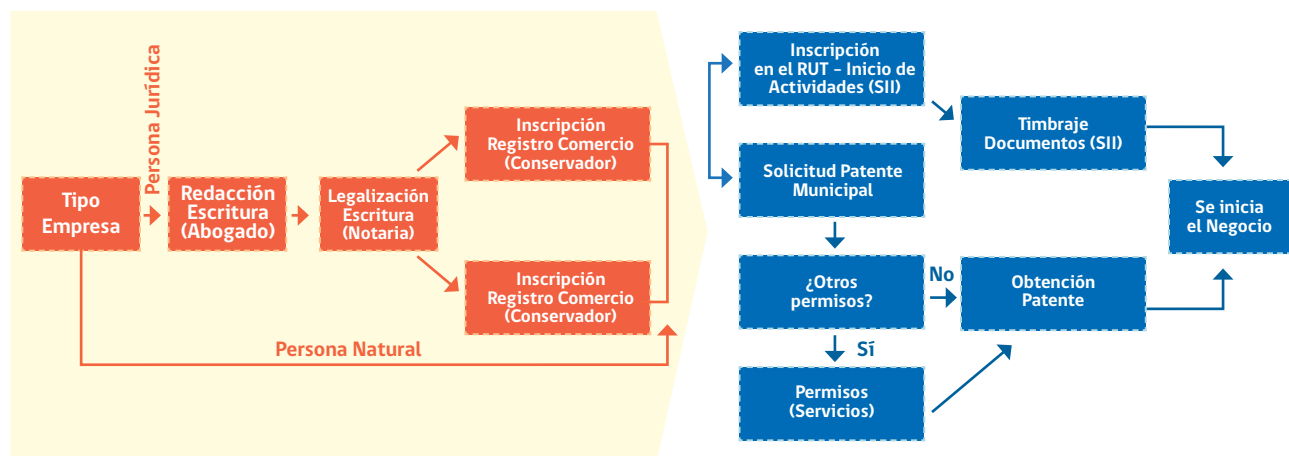 Tipo
Empresa
Persona Jurídica
Redacción
Escritura
(Abogado)
Legalización
Escritura
(Notaria)
Inscripción
Registro Comercio
(Conservador)
Inscripción
Registro Comercio
(Conservador)
Persona Natural
Inscripción
en el RUT – Inicio de
Actividades (SII)
Solicitud Patente
Municipal
¿Otros
permisos?
No
Sí
Permisos
(Servicios)
Timbraje
Documentos (SII)
Obtención
Patente
Se inicia
el Negocio